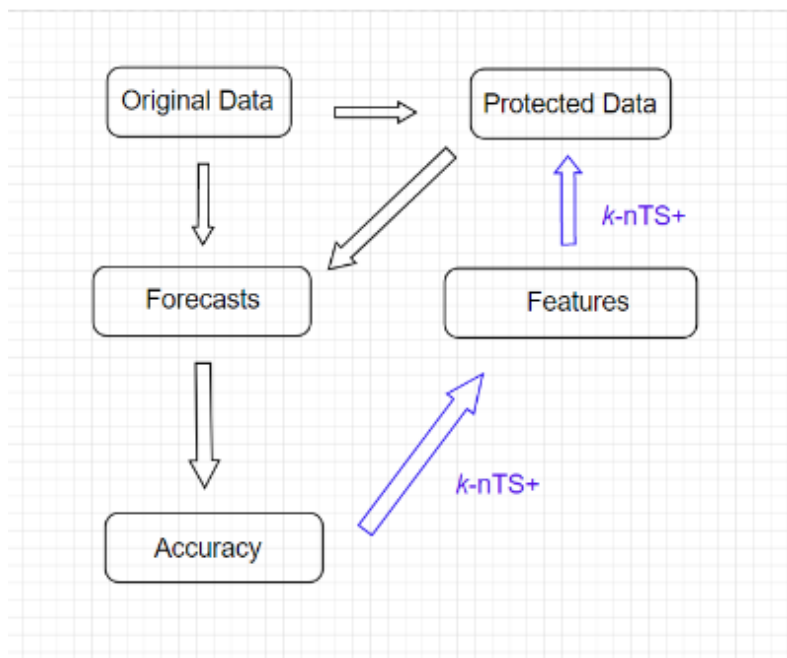 Original Data
Protected Data
k-nTS+
Forecasts
Features
k-nTS+
Accuracy